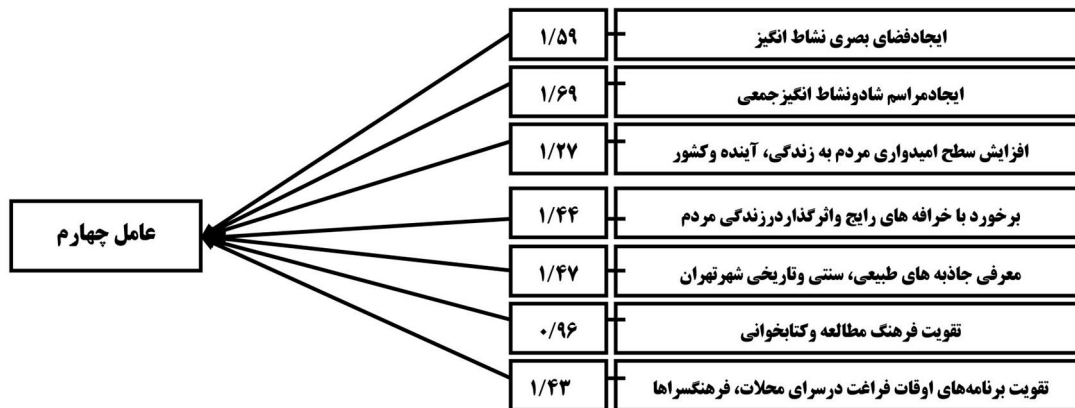 ایجادفضای بصری نشاط انگیز
۱/۵۹
ایجادمراسم شادونشاط انگیزجمعی
۱/۶۹
افزایش سطح امیدواری مردم به زندگی، آینده وکشور
۱/۲۷
برخورد با خرافه های رایج واثرگذاردرزندگی مردم
۱/۴۴
معرفی جاذبه های طبیعی، سنتی وتاریخی شهرتهران
۱/۴۷
تقویت فرهنگ مطالعه وکتابخوانی
۰/۹۶
تقویت برنامه‌های اوقات فراغت درسرای محلات، فرهنگسراها
۱/۴۳
عامل چهارم